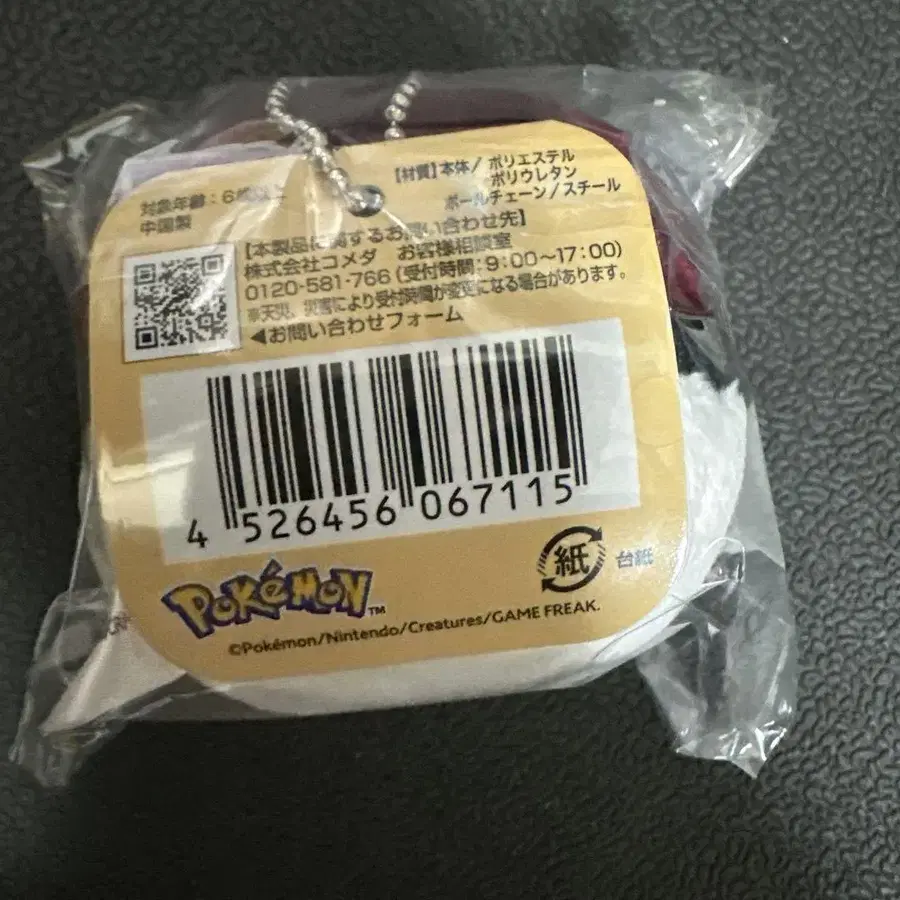 【材質】本体/ポリエステル
ポリウレタン
ボールチェーン/スチール
対象年齢:6歳以上
中国製
【本製品に関するお問い合わせ先】
株式会社コメダ お客様相談室
0120-581-766(受付時間:9:00~17:00)
※天災、災害により受付時間が変更になる場合があります。
◀お問い合わせフォーム
4 526456 067115
POKéMON™
紙 台紙
©Pokémon/Nintendo/Creatures/GAME FREAK.